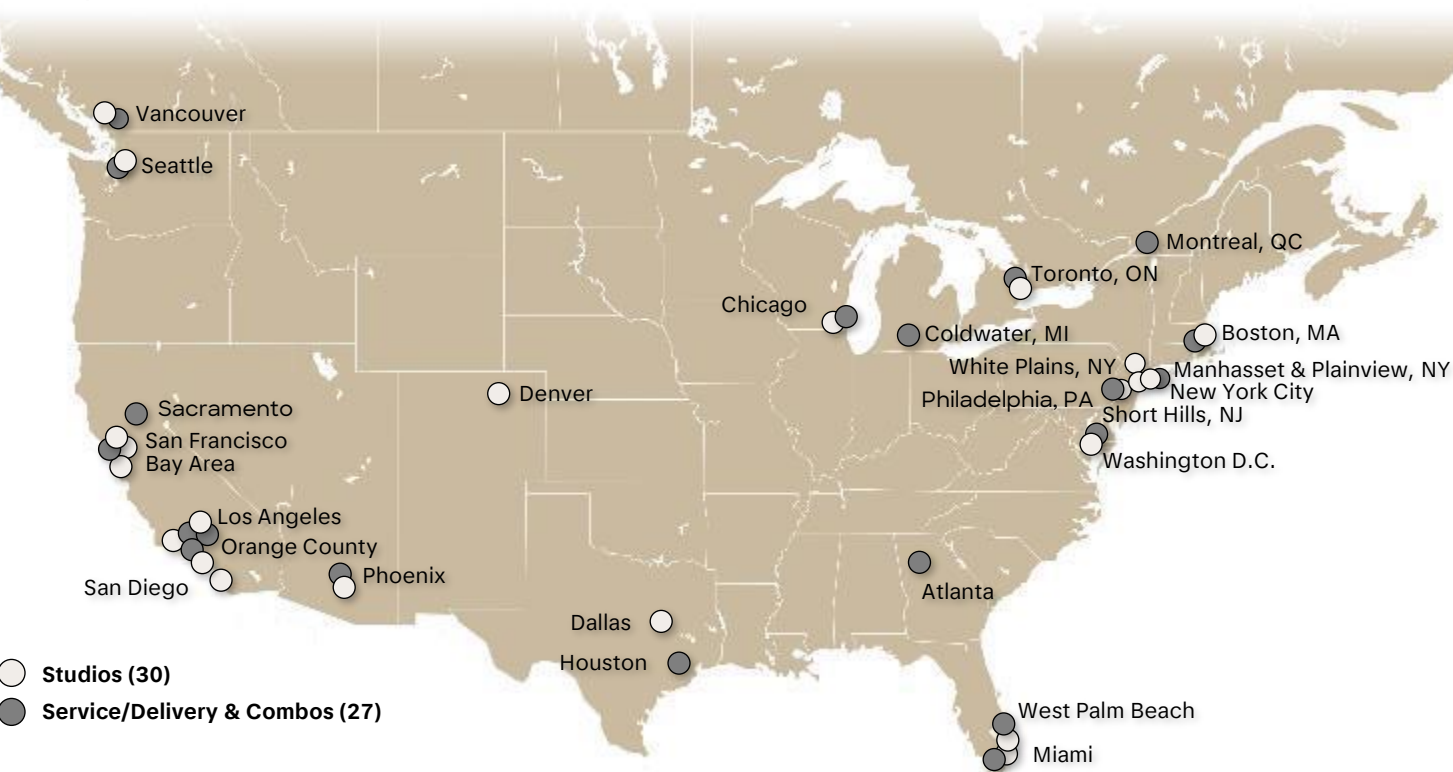 Vancouver
Seattle
Montreal, QC
Toronto, ON
Chicago
Coldwater, MI
Boston, MA
White Plains, NY
Manhasset & Plainview, NY
New York City
Philadelphia, PA
Short Hills, NJ
Washington D.C.
Denver
Sacramento
San Francisco
Bay Area
Los Angeles
Orange County
San Diego
Phoenix
Dallas
Houston
Atlanta
West Palm Beach
Miami
Studios (30)
Service/Delivery & Combos (27)